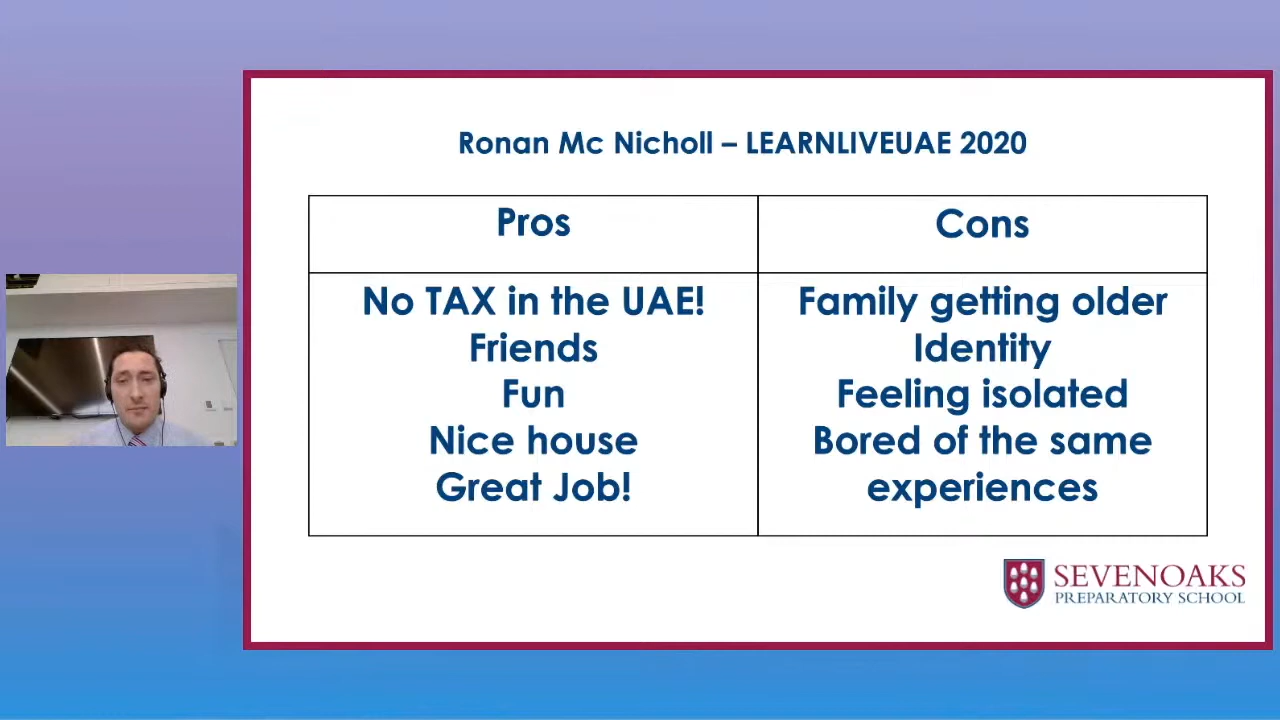 Ronan Mc Nicholl – LEARNLIVEUAE 2020
Pros
Cons
No TAX in the UAE!
Friends
Fun
Nice house
Great Job!
Family getting older
Identity
Feeling isolated
Bored of the same
experiences
SEVENOAKS
PREPARATORY SCHOOL